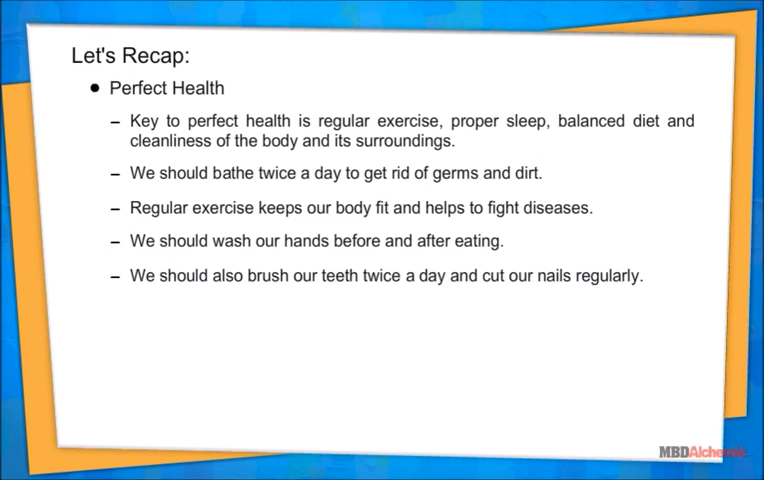 Let's Recap:
● Perfect Health
– Key to perfect health is regular exercise, proper sleep, balanced diet and
cleanliness of the body and its surroundings.
– We should bathe twice a day to get rid of germs and dirt.
– Regular exercise keeps our body fit and helps to fight diseases.
– We should wash our hands before and after eating.
– We should also brush our teeth twice a day and cut our nails regularly.